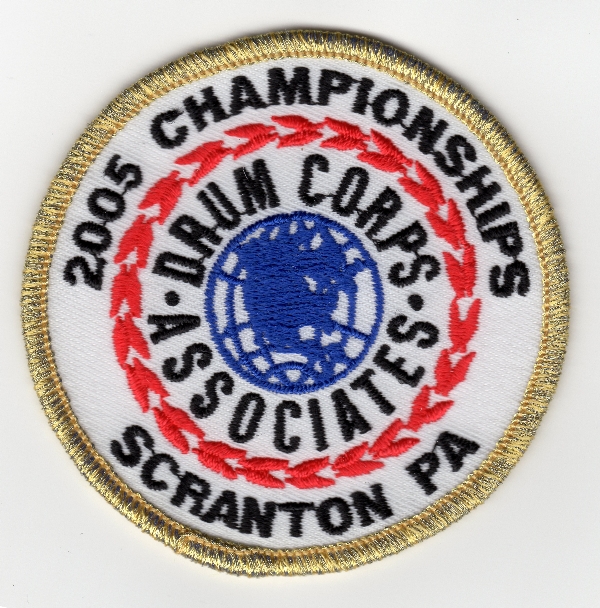 2005 CHAMPIONSHIPS
DRUM CORPS
• ASSOCIATES •
SCRANTON PA